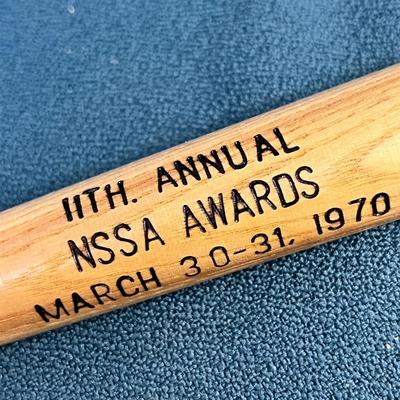 11TH. ANNUAL
NSSA AWARDS
MARCH 30-31, 1970